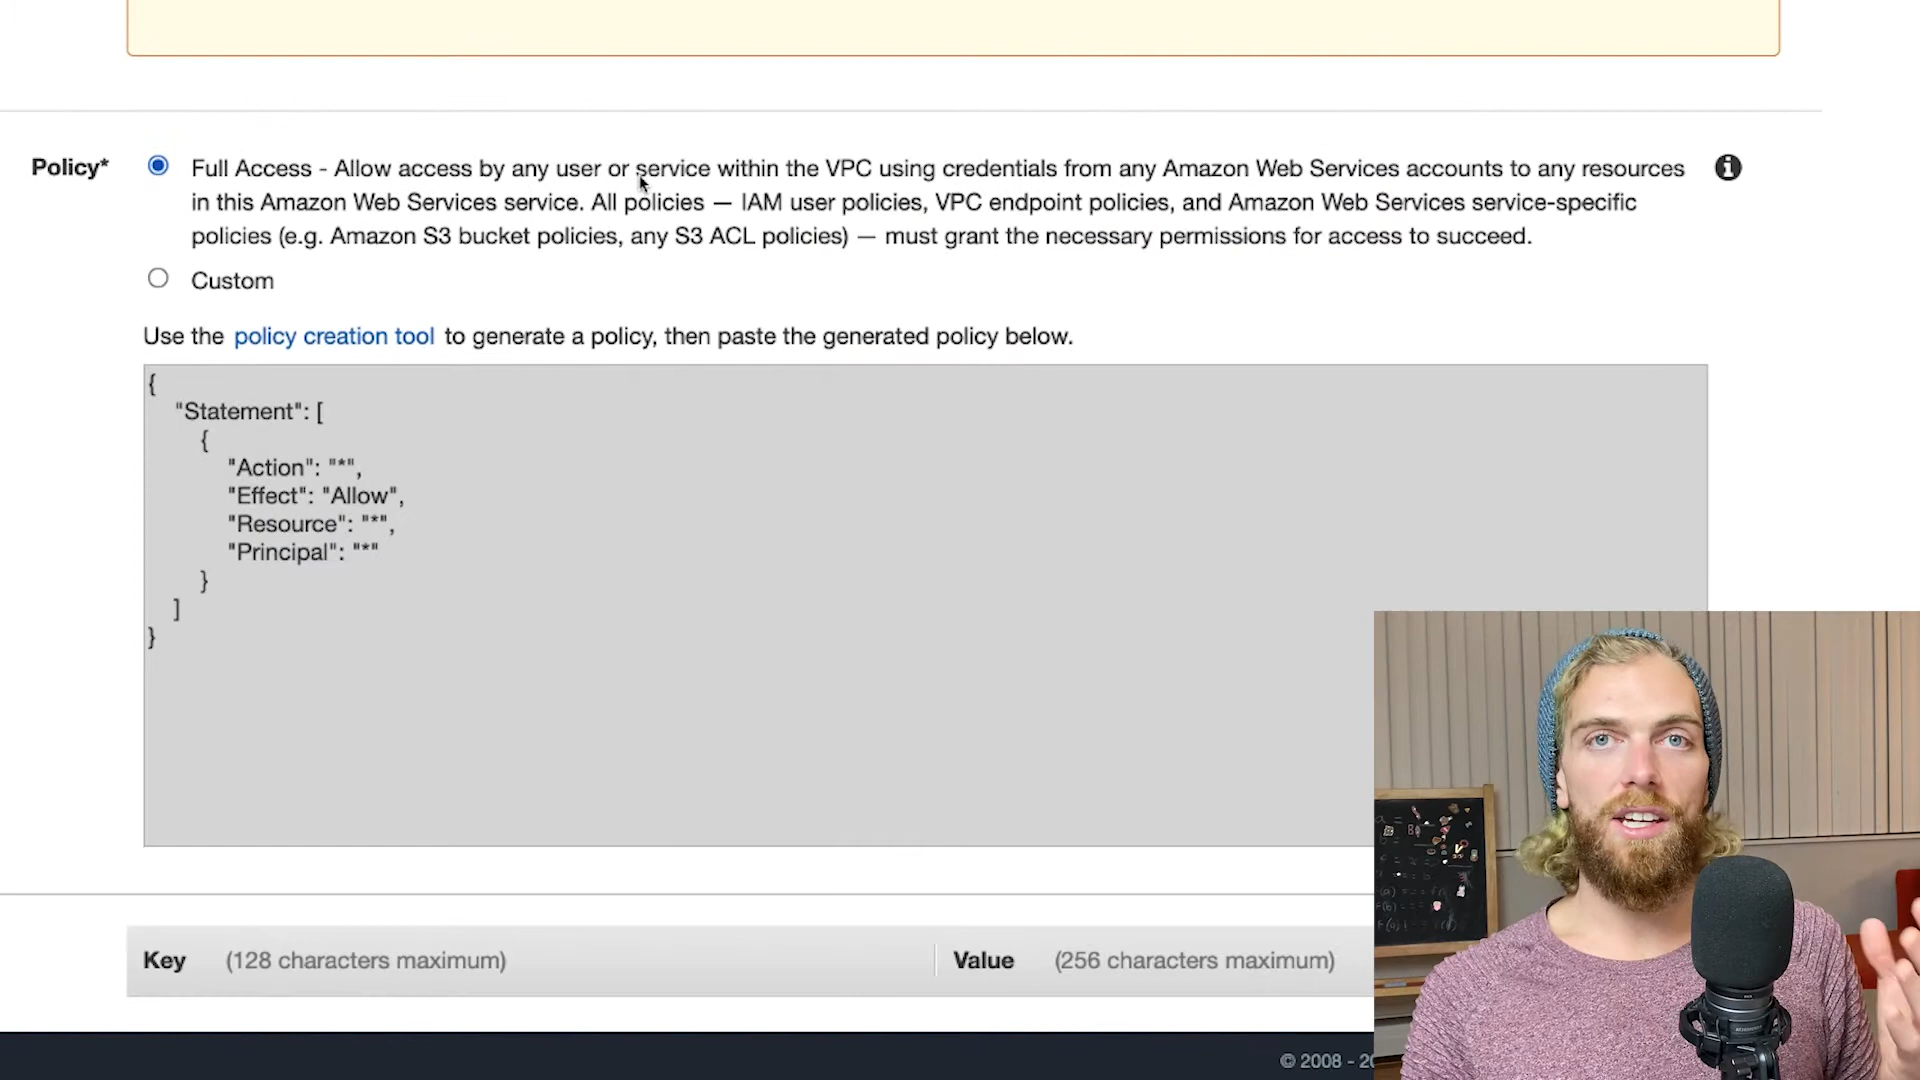 Policy*
Full Access - Allow access by any user or service within the VPC using credentials from any Amazon Web Services accounts to any resources
in this Amazon Web Services service. All policies — IAM user policies, VPC endpoint policies, and Amazon Web Services service-specific
policies (e.g. Amazon S3 bucket policies, any S3 ACL policies) — must grant the necessary permissions for access to succeed.
Custom
Use the policy creation tool to generate a policy, then paste the generated policy below.
{
"Statement": [
{
"Action": "*",
"Effect": "Allow",
"Resource": "*",
"Principal": "*"
}
]
}
Key (128 characters maximum) Value (256 characters maximum)
© 2008 - 2